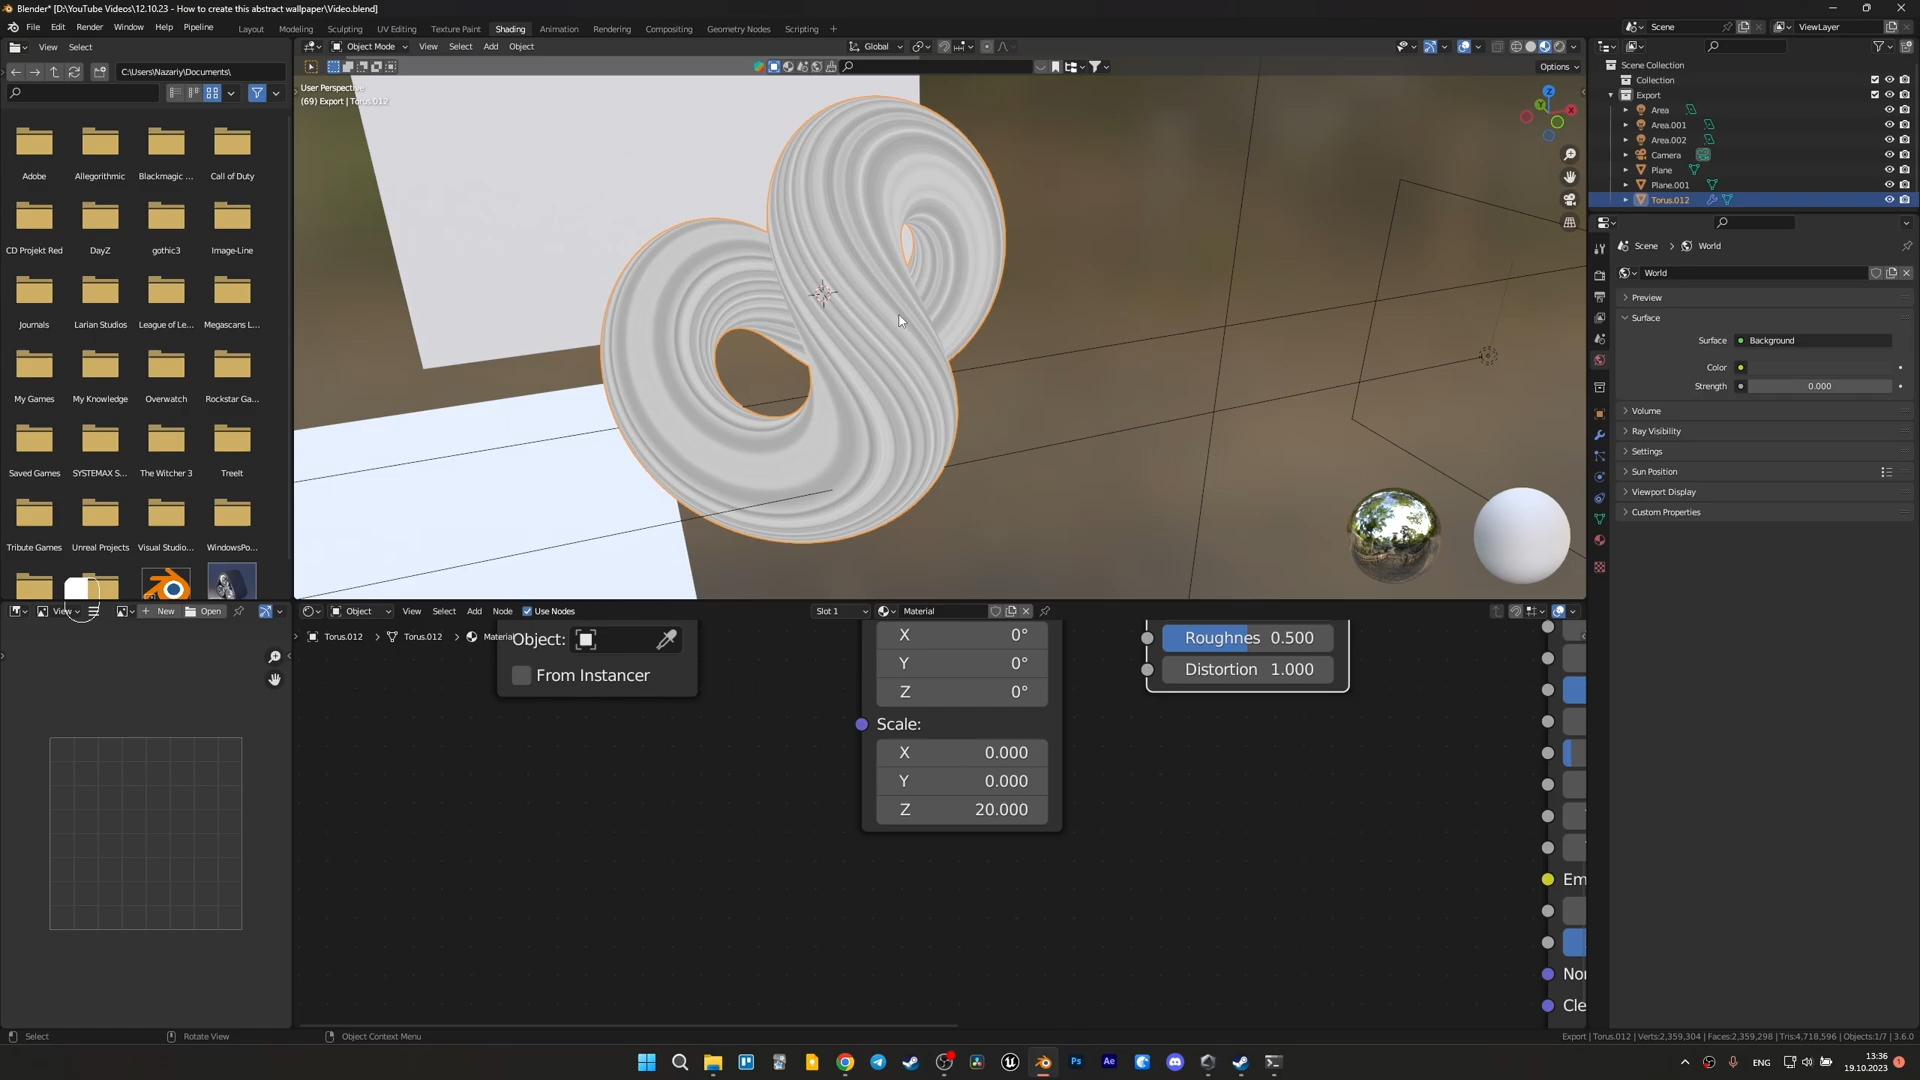 Blender* [D:\YouTube Videos\12.10.23 - How to create this abstract wallpaper\Video.blend]
File Edit Render Window Help Pipeline
Layout Modeling Sculpting UV Editing Texture Paint Shading Animation Rendering Compositing Geometry Nodes Scripting +
Scene ViewLayer
View Select
Object Mode View Select Add Object Global
C:\Users\Nazariy\Documents\
Options
User Perspective
(69) Export | Torus.012
Adobe Allegorithmic Blackmagic ... Call of Duty
CD Projekt Red DayZ gothic3 Image-Line
Journals Larian Studios League of Le... Megascans L...
My Games My Knowledge Overwatch Rockstar Ga...
Saved Games SYSTEMAX S... The Witcher 3 TreeIt
Tribute Games Unreal Projects Visual Studio... WindowsPo...
Z
X
Y
Scene Collection
Collection
Export
Area
Area.001
Area.002
Camera
Plane
Plane.001
Torus.012
Scene > World
World
Preview
Surface
Surface Background
Color
Strength 0.000
Volume
Ray Visibility
Settings
Sun Position
Viewport Display
Custom Properties
View New Open
Object View Select Add Node Use Nodes Slot 1 Material
Torus.012 > Torus.012 > Material
Object:
From Instancer
X 0°
Y 0°
Z 0°
Scale:
X 0.000
Y 0.000
Z 20.000
Roughnes 0.500
Distortion 1.000
Em
Nor
Cle
Select Rotate View Object Context Menu
Export | Torus.012 | Verts:2,359,304 | Faces:2,359,298 | Tris:4,718,596 | Objects:1/7 | 3.6.0
Ps Ae
ENG
13:36
19.10.2023
1